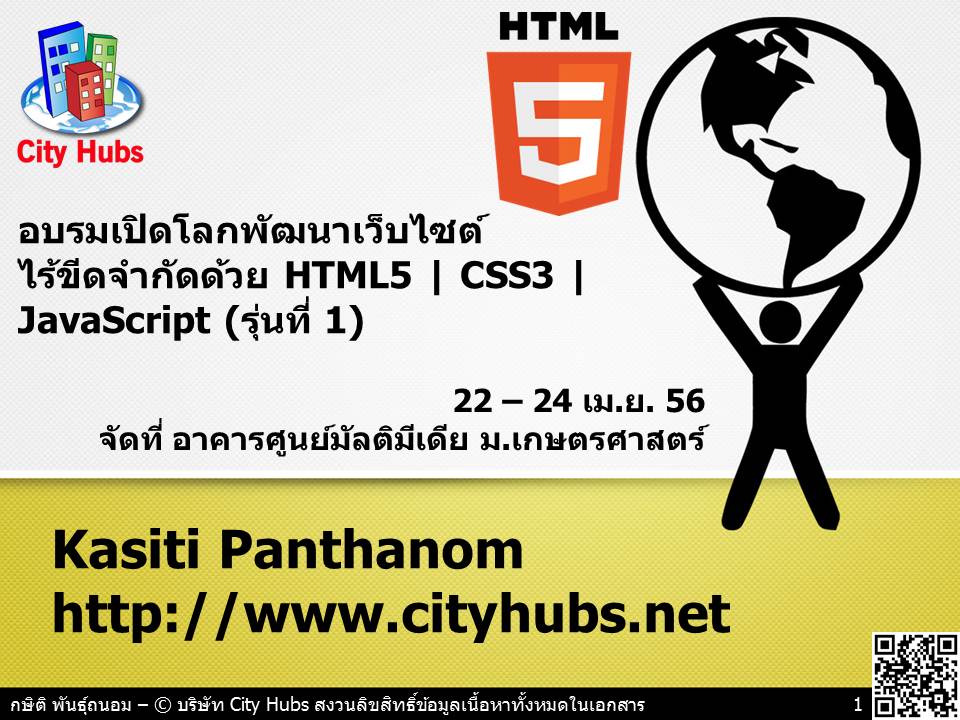 HTML
5
City Hubs
อบรมเปิดโลกพัฒนาเว็บไซต์
ไร้ขีดจำกัดด้วย HTML5 | CSS3 |
JavaScript (รุ่นที่ 1)
22 – 24 เม.ย. 56
จัดที่ อาคารศูนย์มัลติมีเดีย ม.เกษตรศาสตร์
Kasiti Panthanom
http://www.cityhubs.net
กษิติ พันธุ์ถนอม – © บริษัท City Hubs สงวนลิขสิทธิ์ข้อมูลเนื้อหาทั้งหมดในเอกสาร 1